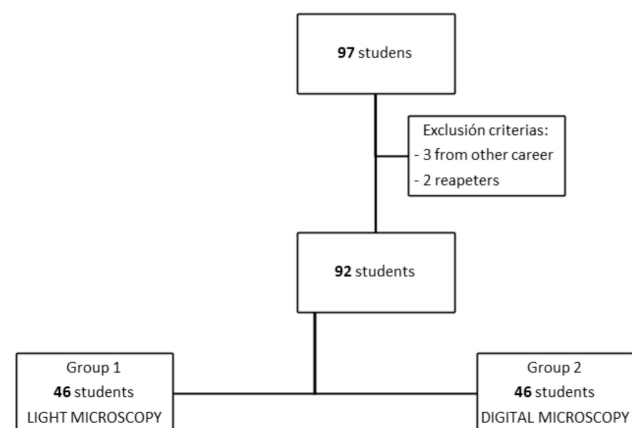 97 studens
Exclusión criterias:
- 3 from other career
- 2 reapeters
92 students
Group 1
46 students
LIGHT MICROSCOPY
Group 2
46 students
DIGITAL MICROSCOPY